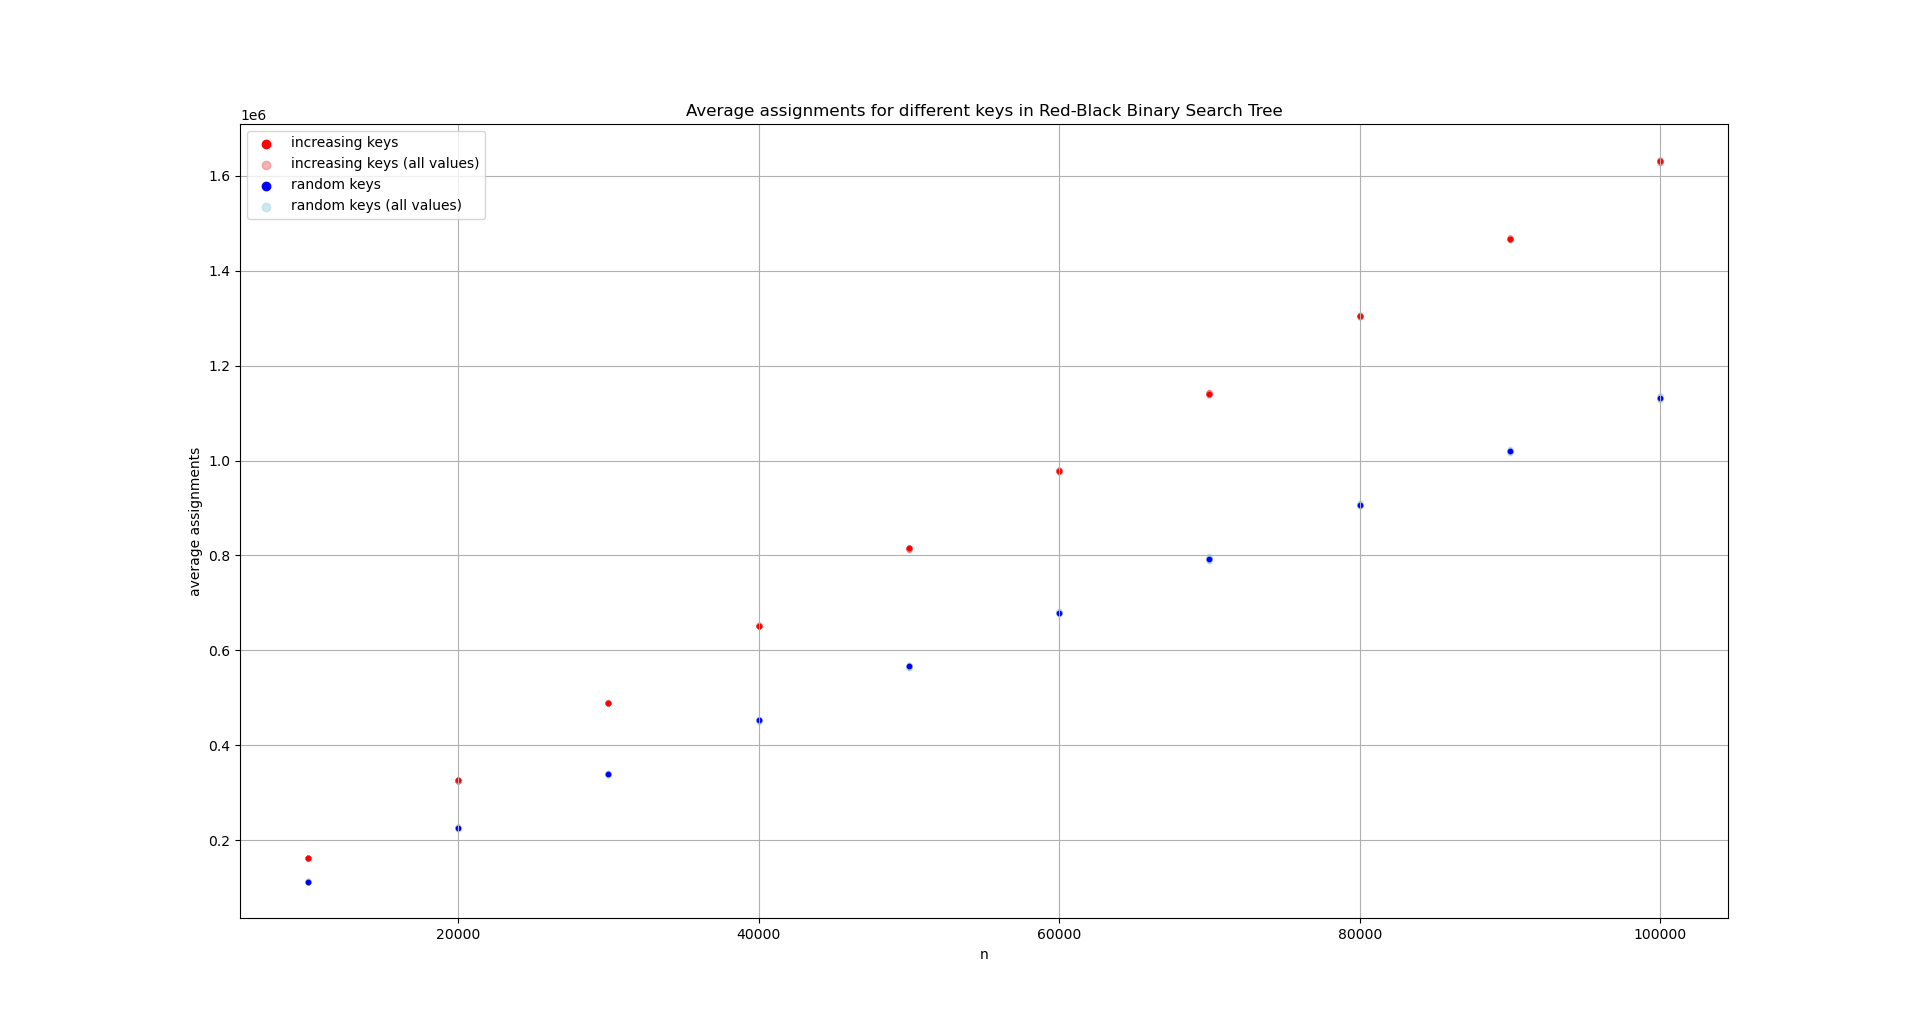 Average assignments for different keys in Red-Black Binary Search Tree
1e6
increasing keys
increasing keys (all values)
random keys
random keys (all values)
1.6
1.4
1.2
1.0
0.8
0.6
0.4
0.2
average assignments
20000 40000 60000 80000 100000
n